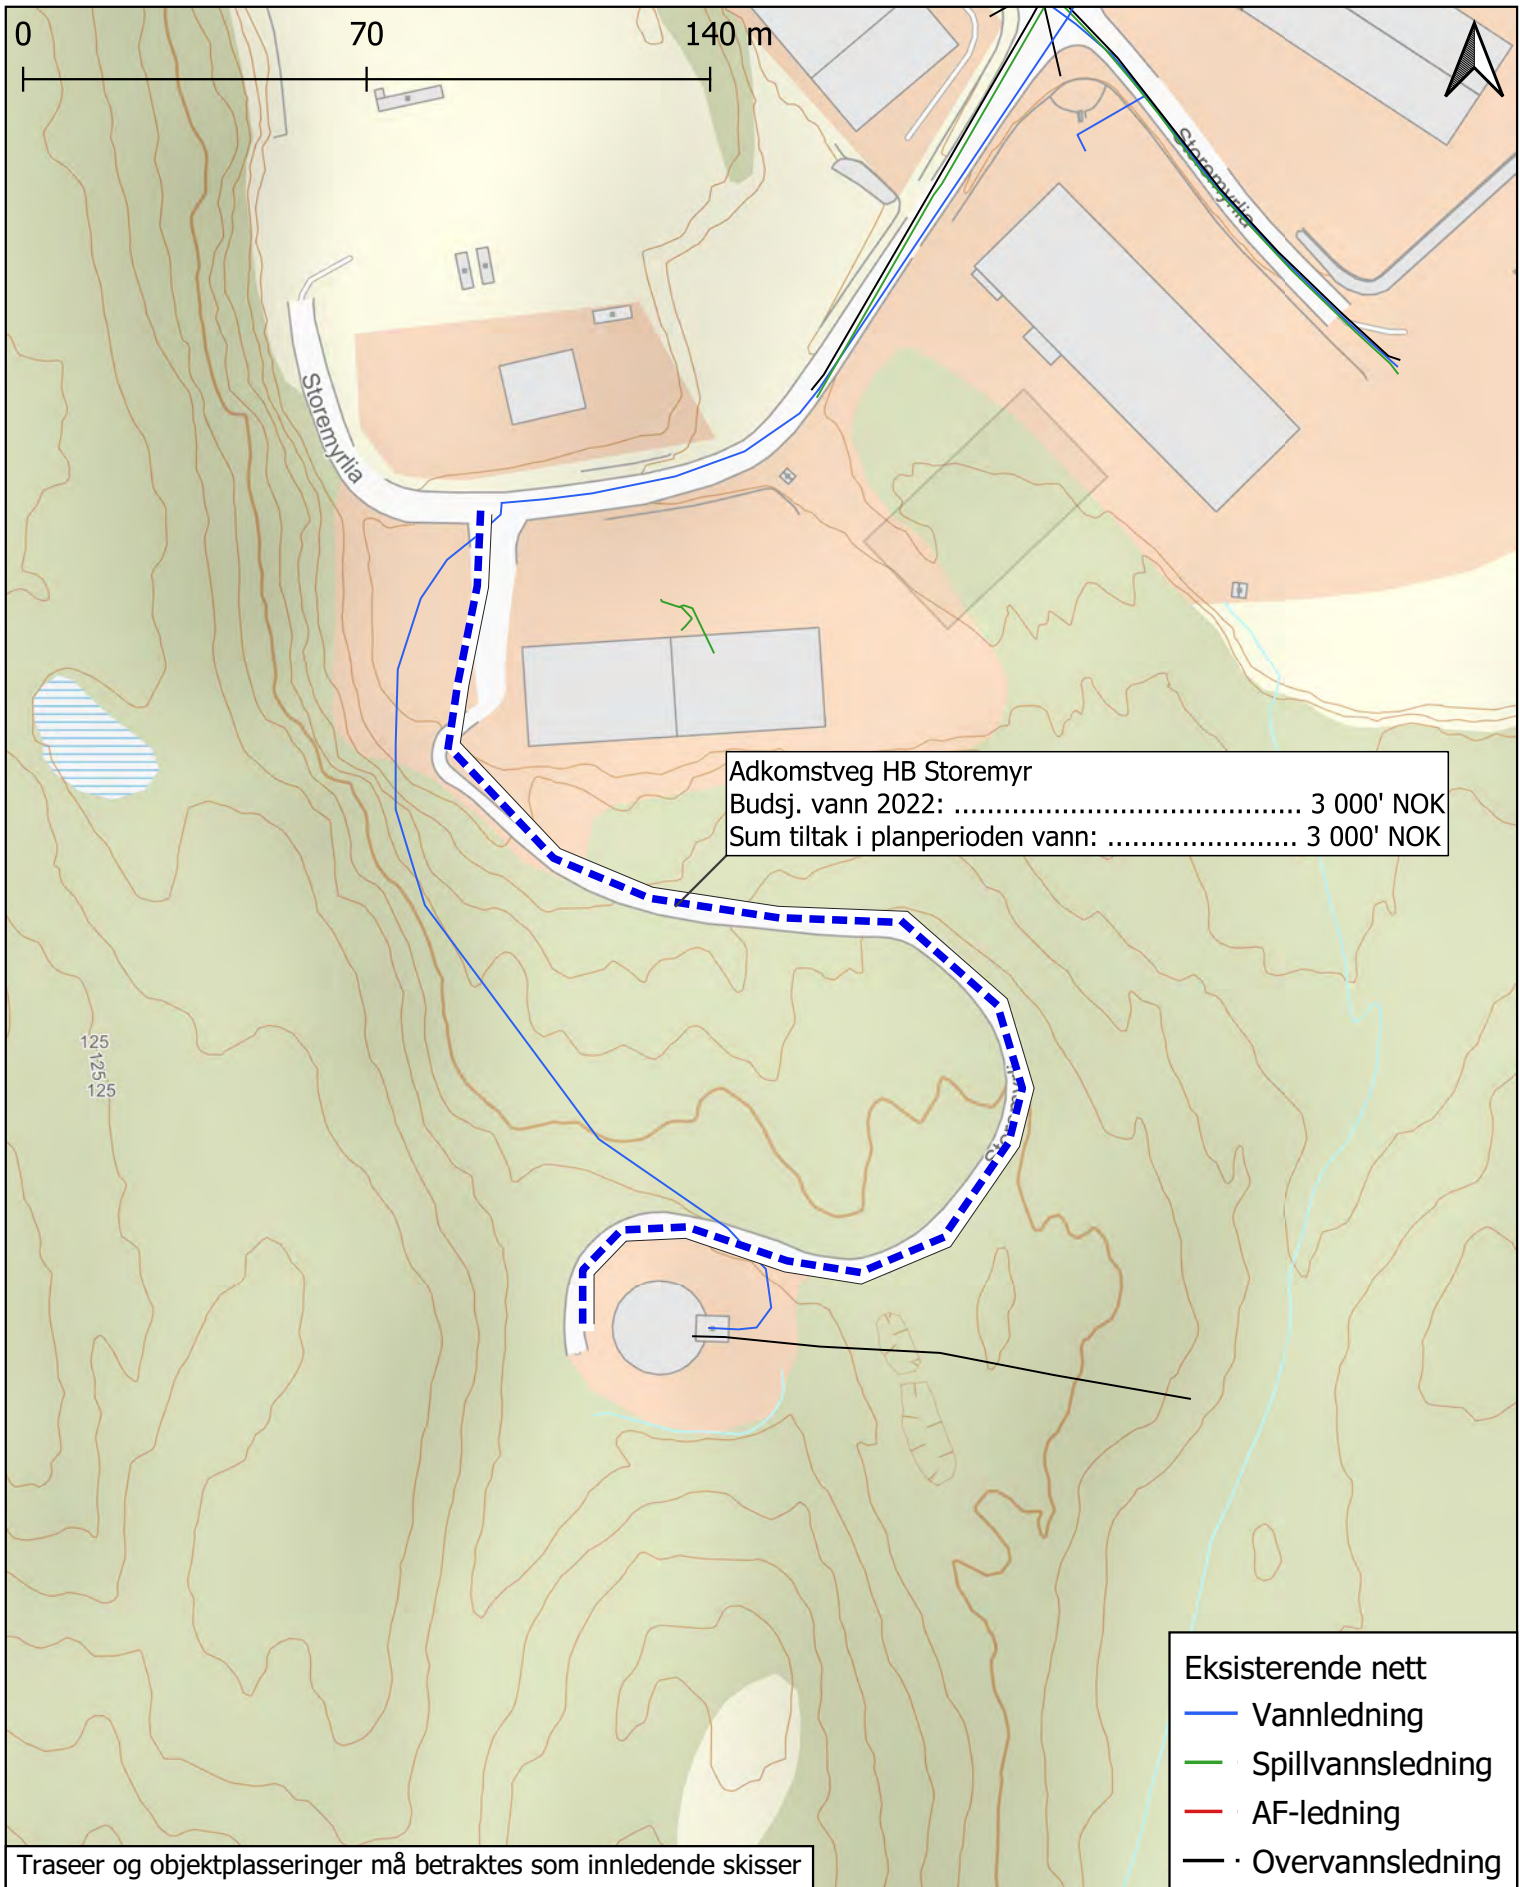 0 70 140 m
Storemyrlia
Storemyrlia
Adkomstveg HB Storemyr
Budsj. vann 2022: .......................................... 3 000' NOK
Sum tiltak i planperioden vann: ....................... 3 000' NOK
125
125
125
Eksisterende nett
Vannledning
Spillvannsledning
AF-ledning
Overvannsledning
Traseer og objektplasseringer må betraktes som innledende skisser